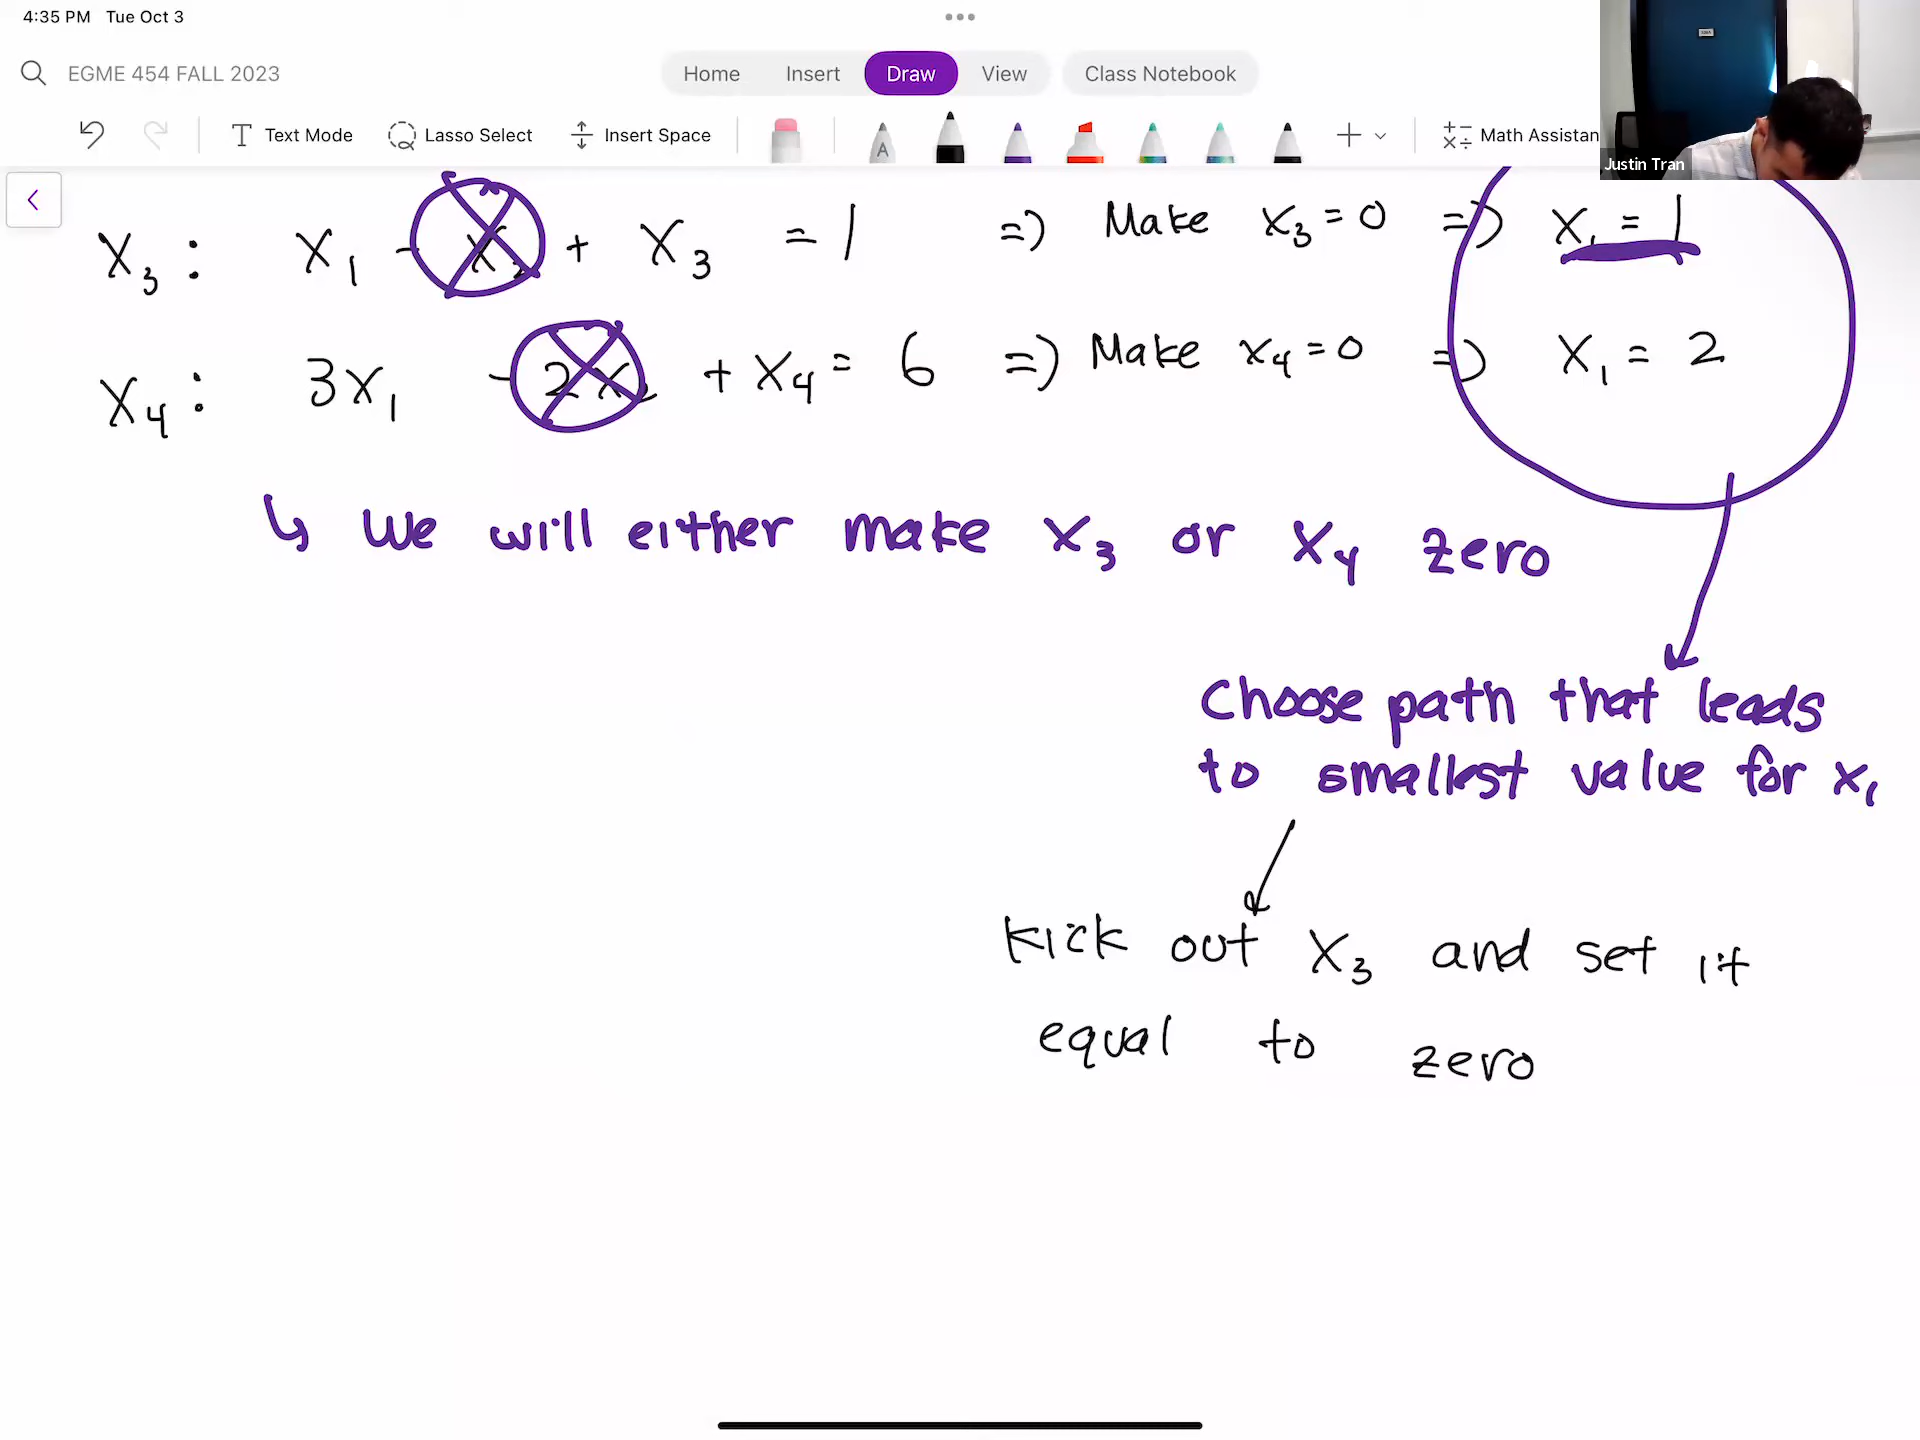 4:35 PM Tue Oct 3
EGME 454 FALL 2023
Home Insert Draw View Class Notebook
Text Mode Lasso Select Insert Space A Math Assistan
Justin Tran
X₃ : X₁ - X₂ + X₃ = 1 => Make X₃ = 0 => X₁ = 1
X₄ : 3X₁ - 2X₂ + X₄ = 6 => Make X₄ = 0 => X₁ = 2
↳ We will either make X₃ or X₄ zero
Choose path that leads
to smallest value for X₁
Kick out X₃ and set it
equal to zero